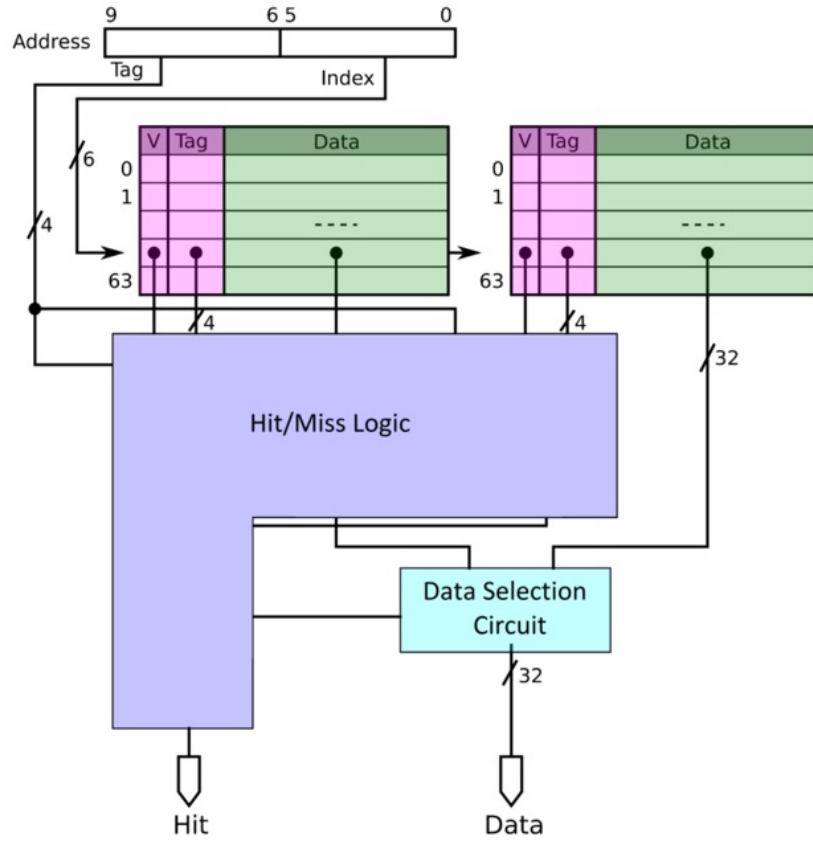 9 6 5 0
Address
Tag Index
V Tag Data V Tag Data
6
0 0
1 1
4
---- ----
63 63
4 4
32
Hit/Miss Logic
Data Selection
Circuit
32
Hit Data